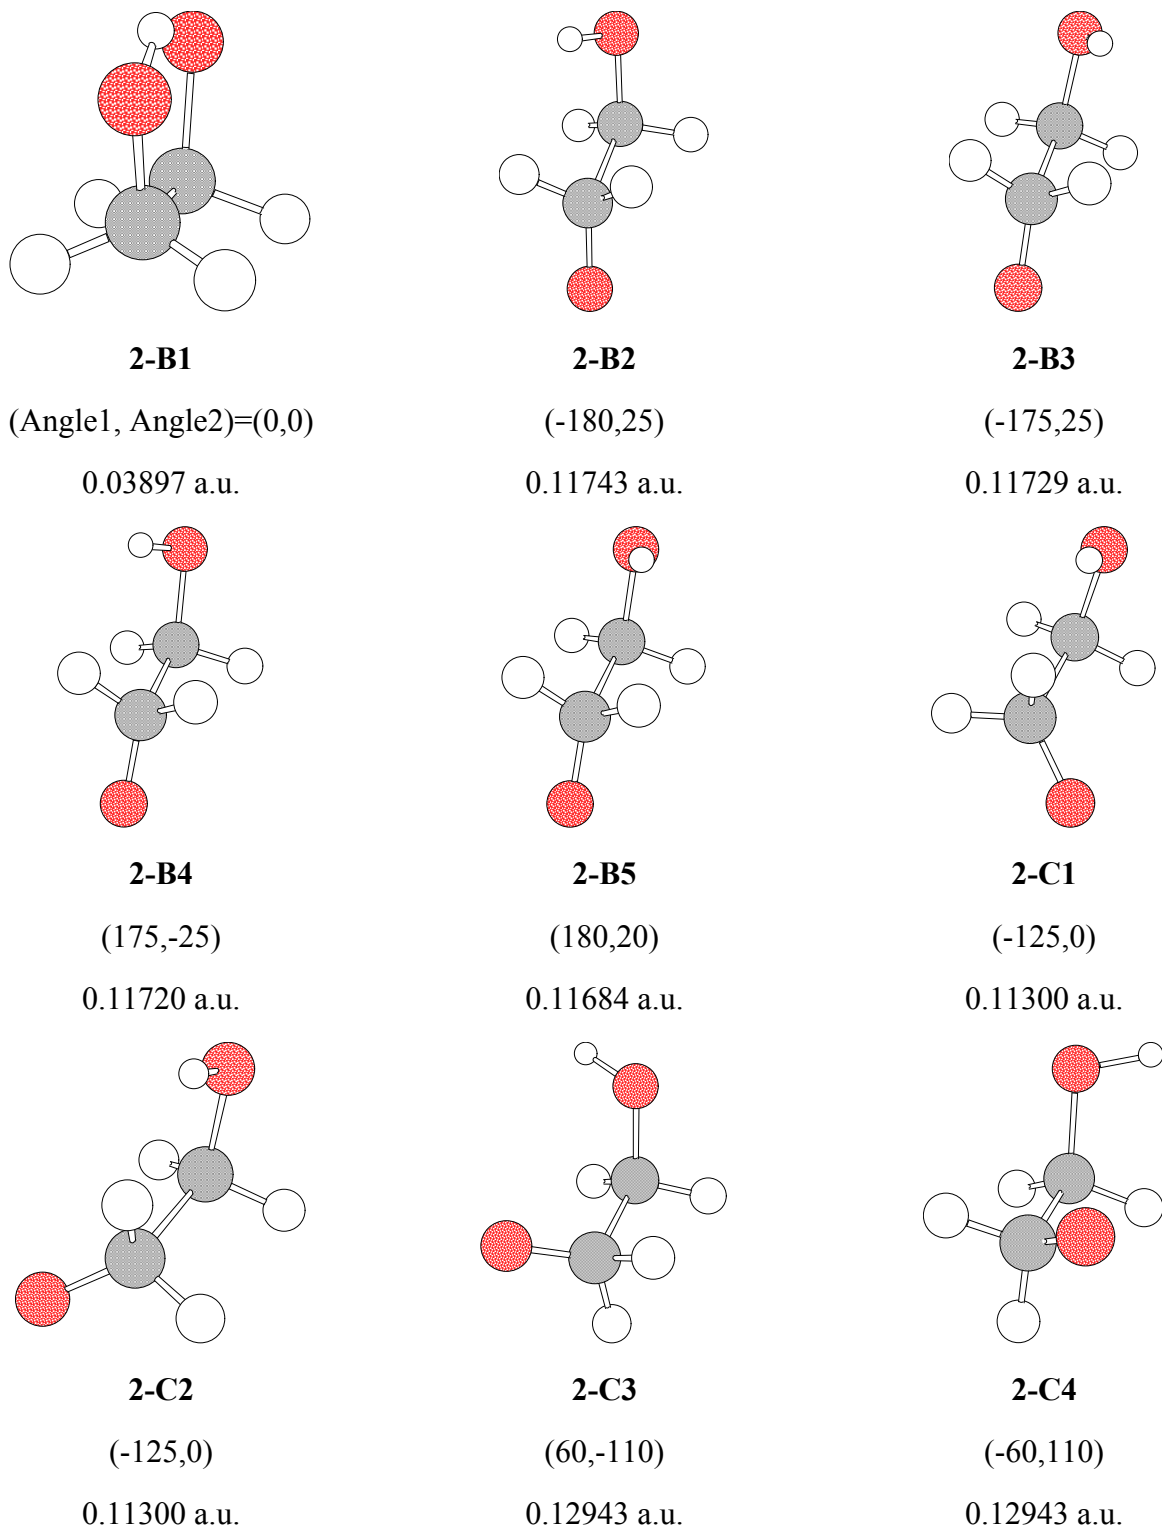 2-B1
2-B2
2-B3
(Angle1, Angle2)=(0,0)
(-180,25)
(-175,25)
0.03897 a.u.
0.11743 a.u.
0.11729 a.u.
2-B4
2-B5
2-C1
(175,-25)
(180,20)
(-125,0)
0.11720 a.u.
0.11684 a.u.
0.11300 a.u.
2-C2
2-C3
2-C4
(-125,0)
(60,-110)
(-60,110)
0.11300 a.u.
0.12943 a.u.
0.12943 a.u.